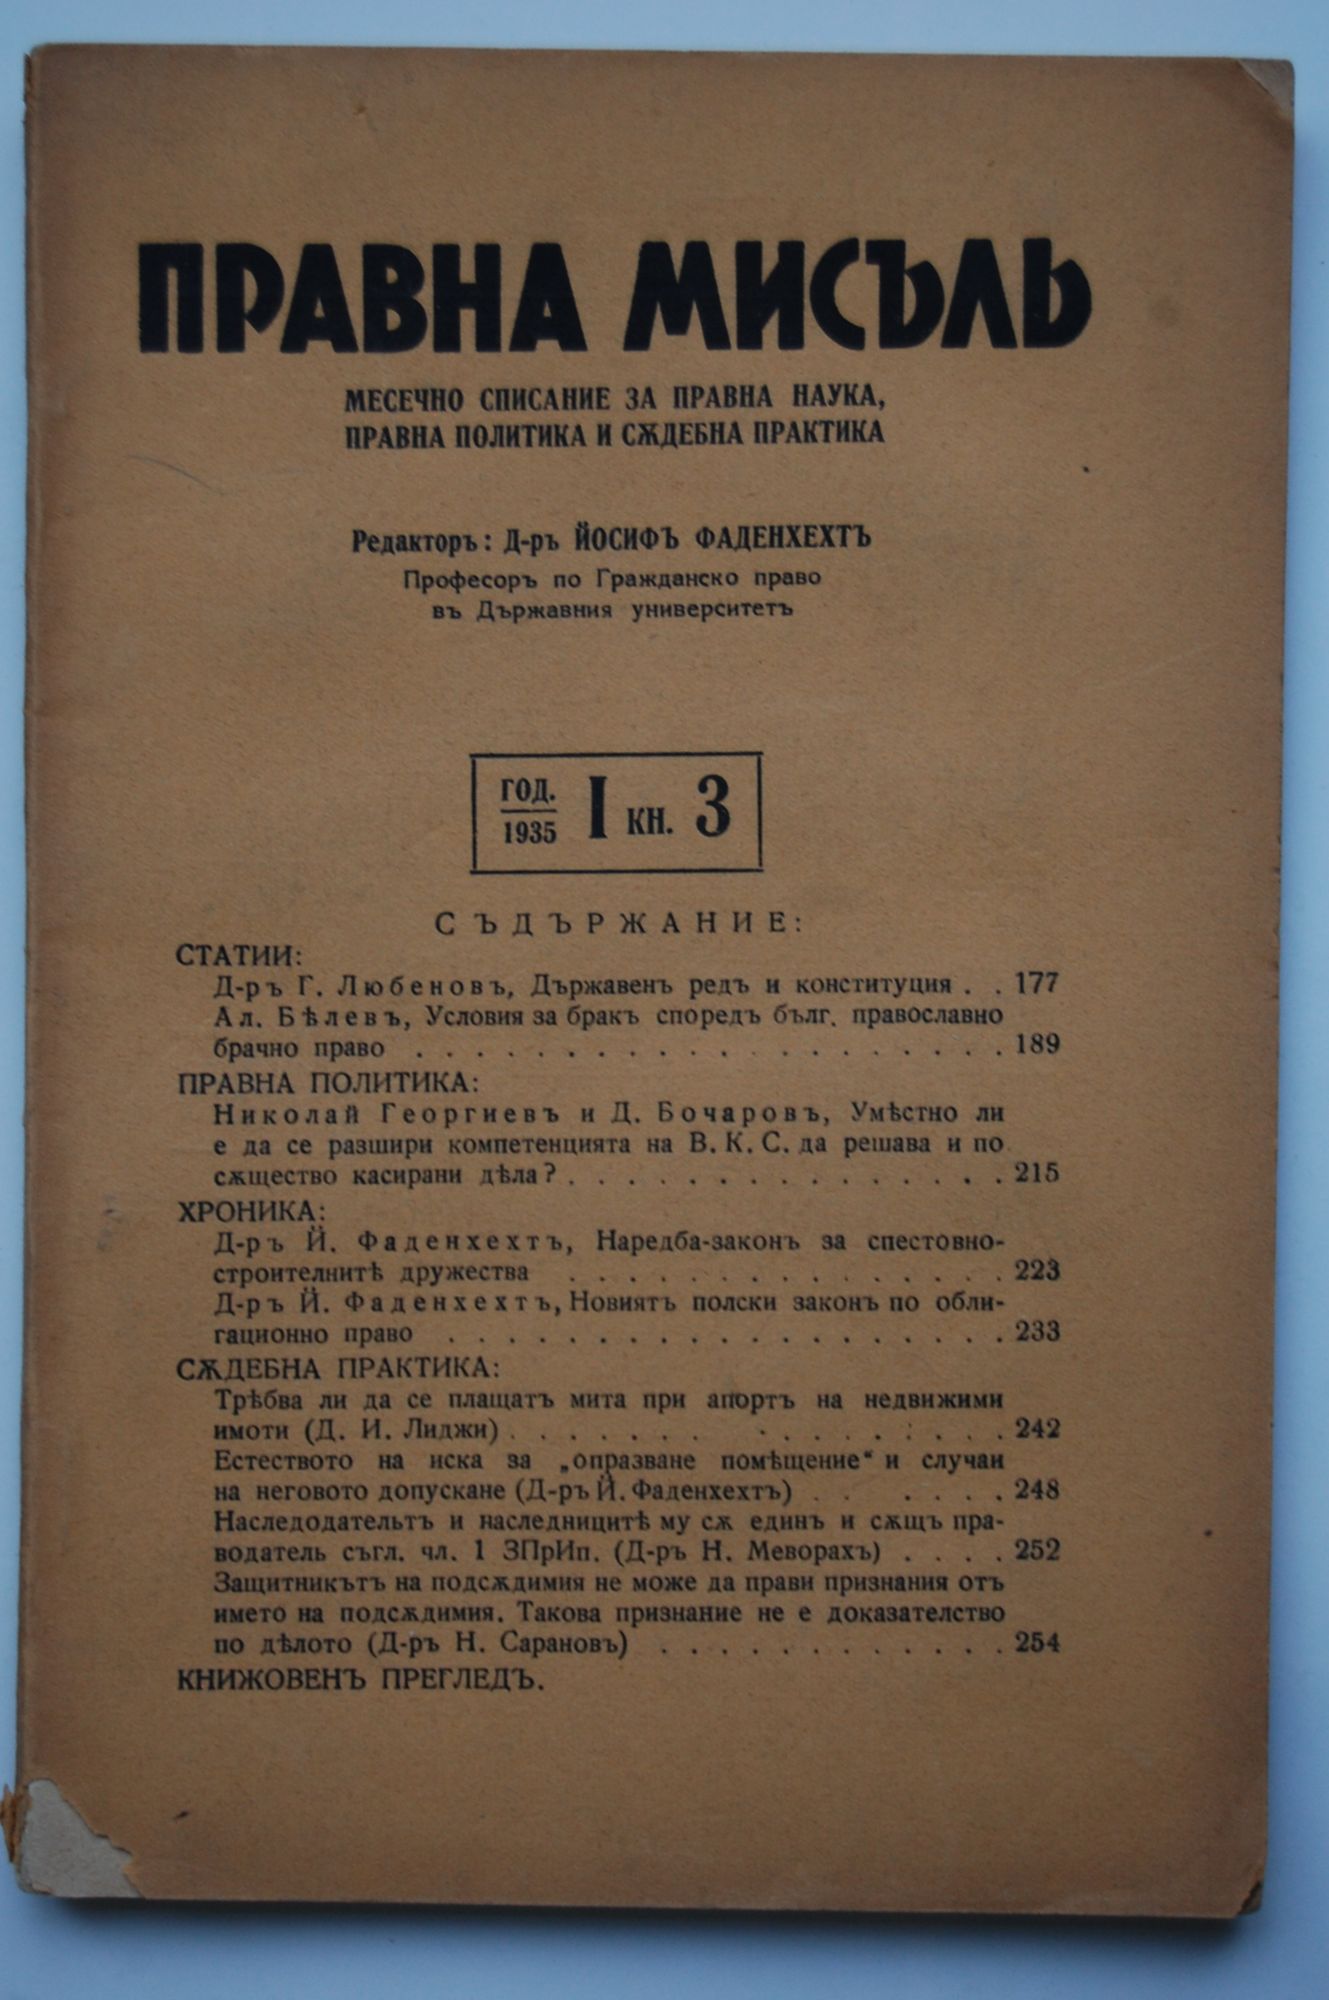 ПРАВНА МИСЪЛЬ
МЕСЕЧНО СПИСАНИЕ ЗА ПРАВНА НАУКА,
ПРАВНА ПОЛИТИКА И СѪДЕБНА ПРАКТИКА
Редакторъ: Д-ръ ЙОСИФЪ ФАДЕНХЕХТЪ
Професоръ по Гражданско право
въ Държавния университетъ
ГОД. I КН. 3
1935
СЪДЪРЖАНИЕ:
СТАТИИ:
Д-ръ Г. Любеновъ, Държавенъ редъ и конституция . . 177
Ал. Бѣлевъ, Условия за бракъ споредъ бълг. православно
брачно право . . . . . . . . . . . . . . . . . . . 189
ПРАВНА ПОЛИТИКА:
Николай Георгиевъ и Д. Бочаровъ, Умѣстно ли
е да се разшири компетенцията на В. К. С. да решава и по
сѫщество касирани дѣла? . . . . . . . . . . . . . . . 215
ХРОНИКА:
Д-ръ Й. Фаденхехтъ, Наредба-законъ за спестовно-
строителнитѣ дружества . . . . . . . . . . . . . . . 223
Д-ръ Й. Фаденхехтъ, Новиятъ полски законъ по обли-
гационно право . . . . . . . . . . . . . . . . . . . 233
СѪДЕБНА ПРАКТИКА:
Трѣбва ли да се плащатъ мита при апортъ на недвижими
имоти (Д. И. Лиджи) . . . . . . . . . . . . . . . . 242
Естеството на иска за „опразване помѣщение“ и случаи
на неговото допускане (Д-ръ Й. Фаденхехтъ) . . . . . . 248
Наследодательтъ и наследницитѣ му сѫ единъ и сѫщъ пра-
водатель съгл. чл. 1 ЗПрИп. (Д-ръ Н. Меворахъ) . . . . 252
Защитникътъ на подсѫдимия не може да прави признания отъ
името на подсѫдимия. Такова признание не е доказателство
по дѣлото (Д-ръ Н. Сарановъ) . . . . . . . . . . . . 254
КНИЖОВЕНЪ ПРЕГЛЕДЪ.